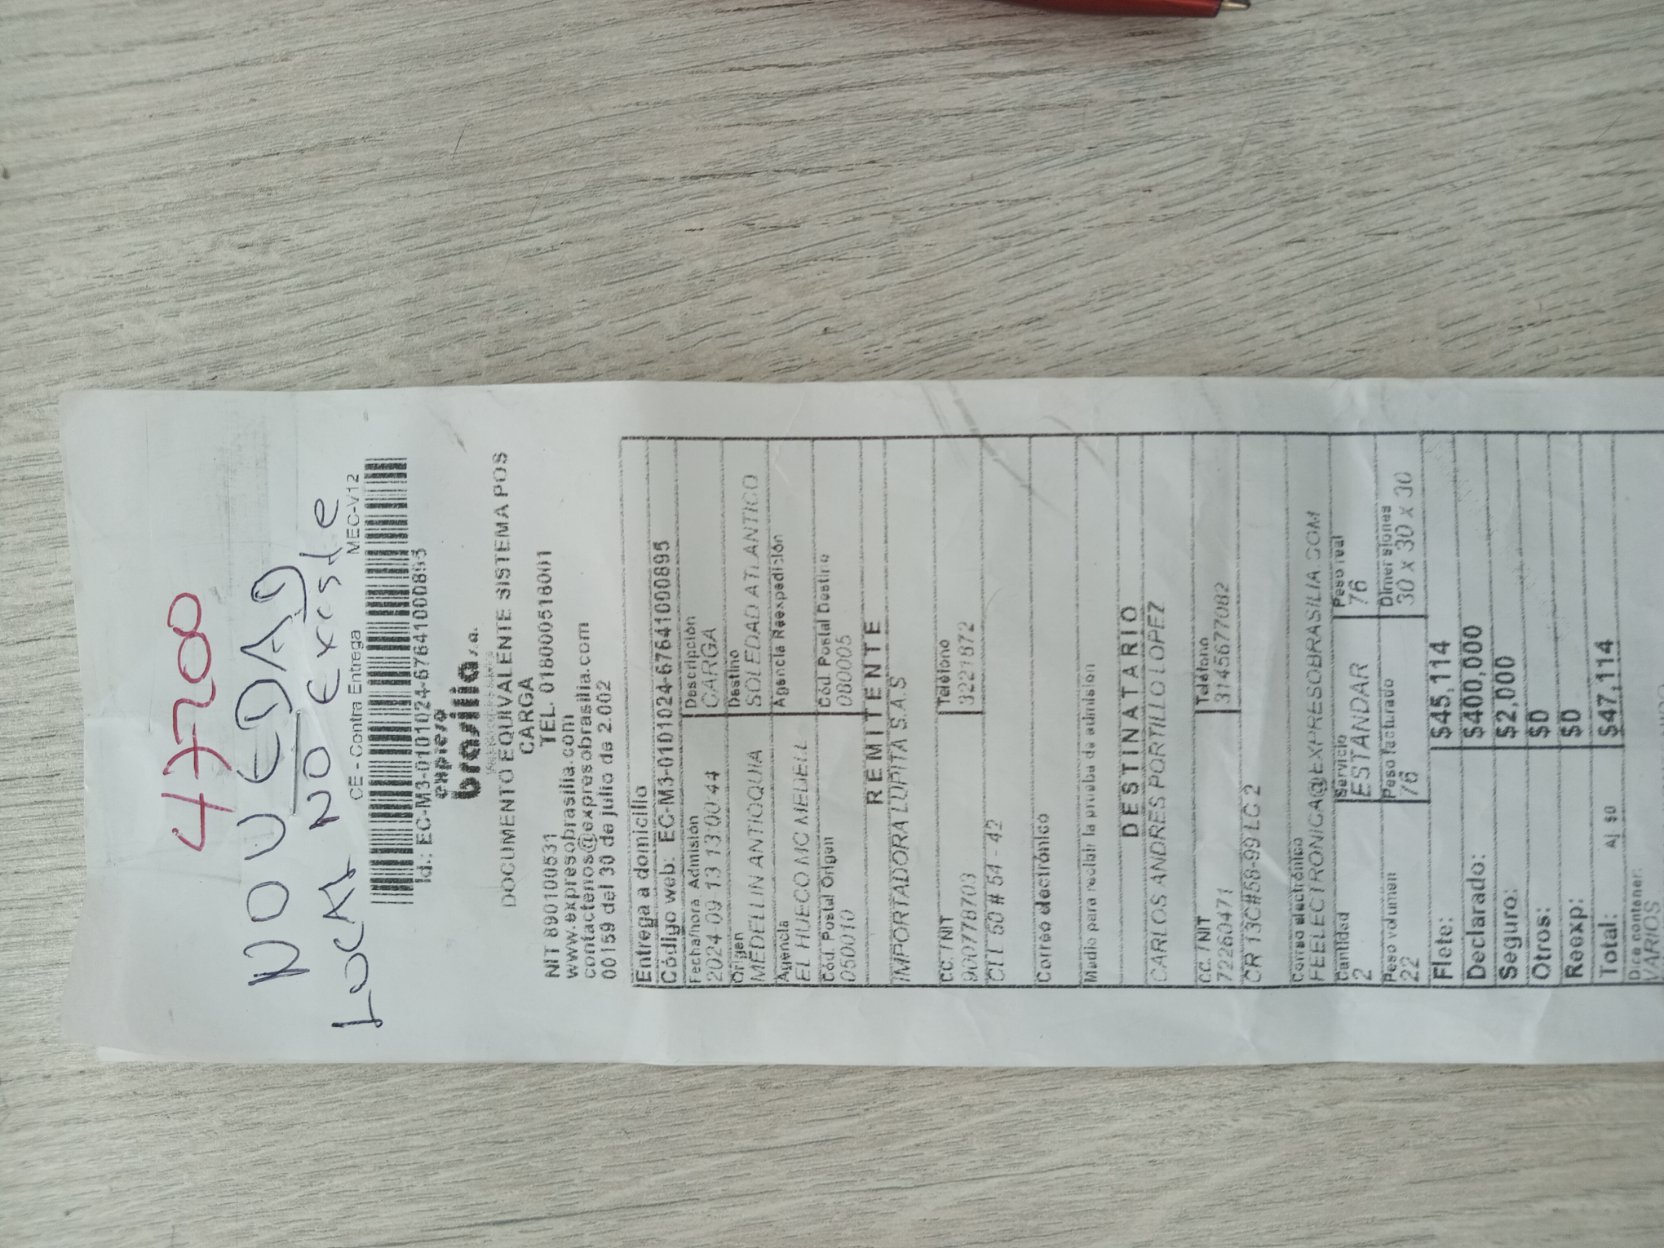 47200
NOVEDAD
LOCAL NO Existe
CE - Contra Entrega MEC-V12
Id.: EC-M3-0101024-67641000895
expreso
brasilia s.a.
DOCUMENTO EQUIVALENTE SISTEMA POS
CARGA
NIT 890100531 TEL. 018000518001
www.expresobrasilia.com
contactenos@expresobrasilia.com
00159 del 30 de julio de 2.002
Entrega a domicilio
Código web: EC-M3-0101024-67641000895
Fecha/hora Admisión Descripción
2024-09-13 13:00:44 CARGA
Origen Destino
MEDELLIN ANTIOQUIA SOLEDAD ATLANTICO
Agencia Agencia Reexpedición
EL HUECO MC MEDELL
Cód. Postal Origen Cód. Postal Destino
050010 080005
REMITENTE
IMPORTADORA LUPITA S.A.S
CC./NIT Teléfono
900778703 3221872
CLL 50 # 54 - 42
Correo electrónico
Medio para recibir la prueba de admision
DESTINATARIO
CARLOS ANDRES PORTILLO LOPEZ
CC./NIT Teléfono
72260471 3145677082
CR 13C#58-99 LC 2
Correo electrónico
FEELECTRONICA@EXPRESOBRASILIA.COM
Cantidad Servicio Peso real
2 ESTANDAR 76
Peso volumen Peso facturado Dimensiones
22 76 30 x 30 x 30
Flete: $45,114
Declarado: $400,000
Seguro: $2,000
Otros: $0
Reexp: $0
Total: Aj $0 $47,114
Dice contener:
VARIOS